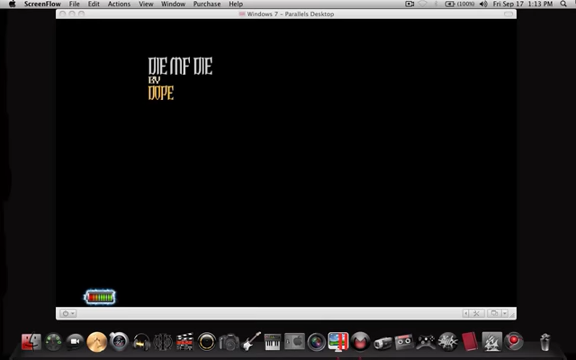 ScreenFlow File Edit Actions View Window Purchase Help (100%) Fri Sep 17 1:13 PM
Windows 7 - Parallels Desktop
DIE MF DIE
BY
DOPE